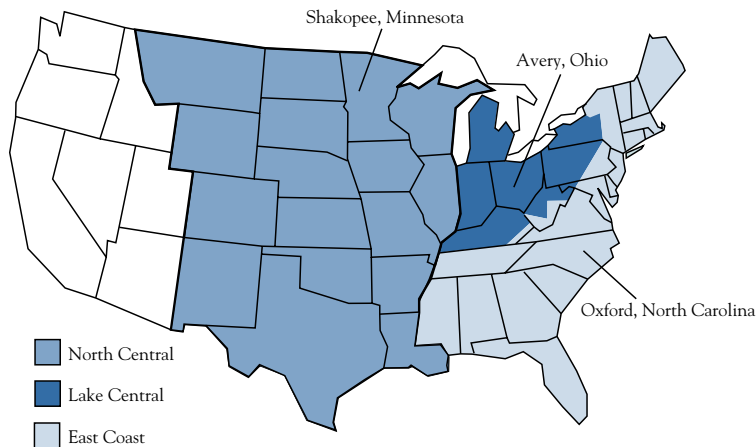 Shakopee, Minnesota
Avery, Ohio
Oxford, North Carolina
North Central
Lake Central
East Coast